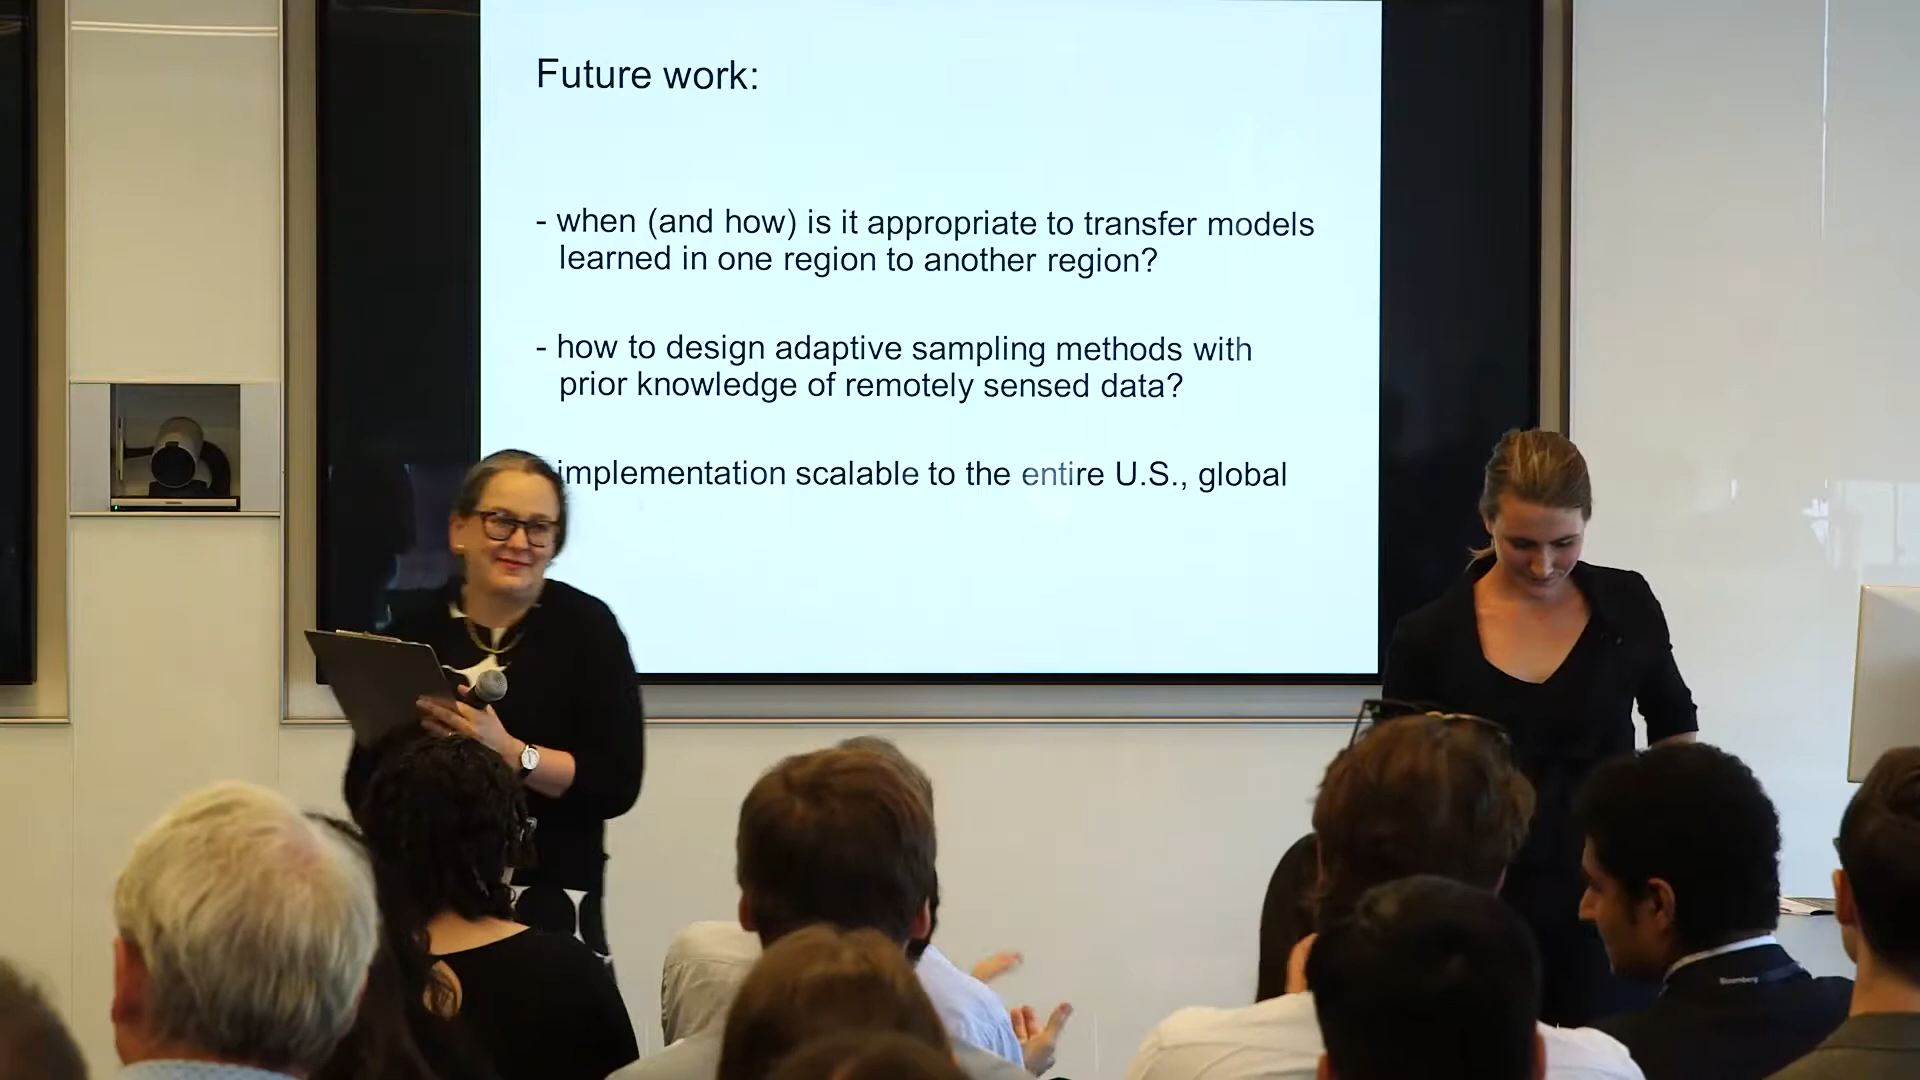 Future work:
- when (and how) is it appropriate to transfer models
learned in one region to another region?
- how to design adaptive sampling methods with
prior knowledge of remotely sensed data?
implementation scalable to the entire U.S., global
Bloomberg